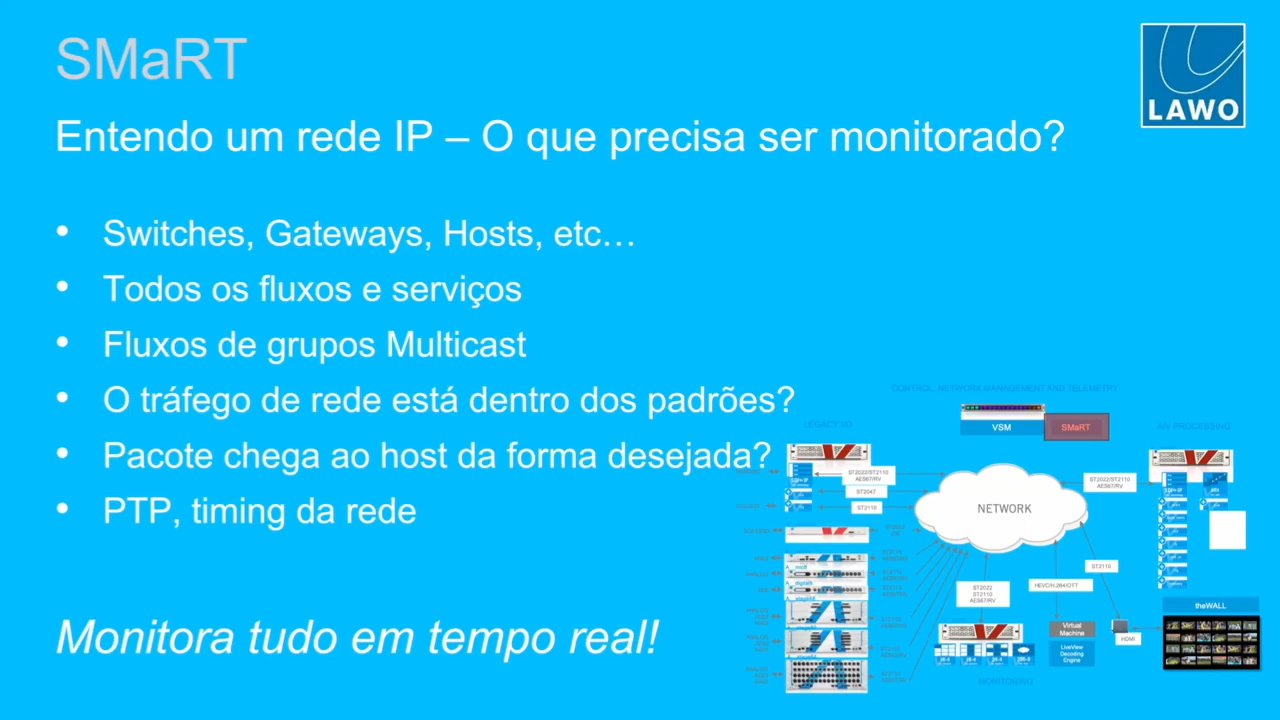 SMaRT
LAWO
Entendo um rede IP – O que precisa ser monitorado?
• Switches, Gateways, Hosts, etc…
• Todos os fluxos e serviços
• Fluxos de grupos Multicast
• O tráfego de rede está dentro dos padrões?
• Pacote chega ao host da forma desejada?
• PTP, timing da rede
Monitora tudo em tempo real!
CONTROL, NETWORK MANAGEMENT AND TELEMETRY
VSM
SMaRT
LEGACY I/O
A/V PROCESSING
ST2022/ST2110
AES67/RV
ST2047
ST2110
NETWORK
ST2022/ST2110
AES67/RV
ST2110
HEVC/H.264/OTT
ST2022
ST2110
AES67/RV
Virtual
Machine
LiveView
Decoding
Engine
HDMI
theWALL
MONITORING